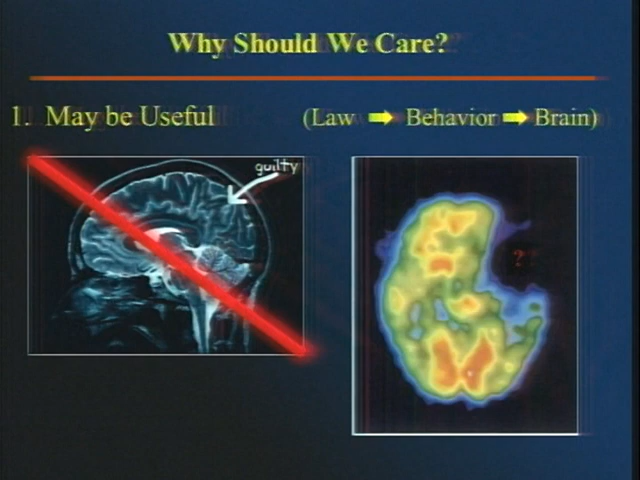 Why Should We Care?
1. May be Useful (Law ➡ Behavior ➡ Brain)
guilty
??